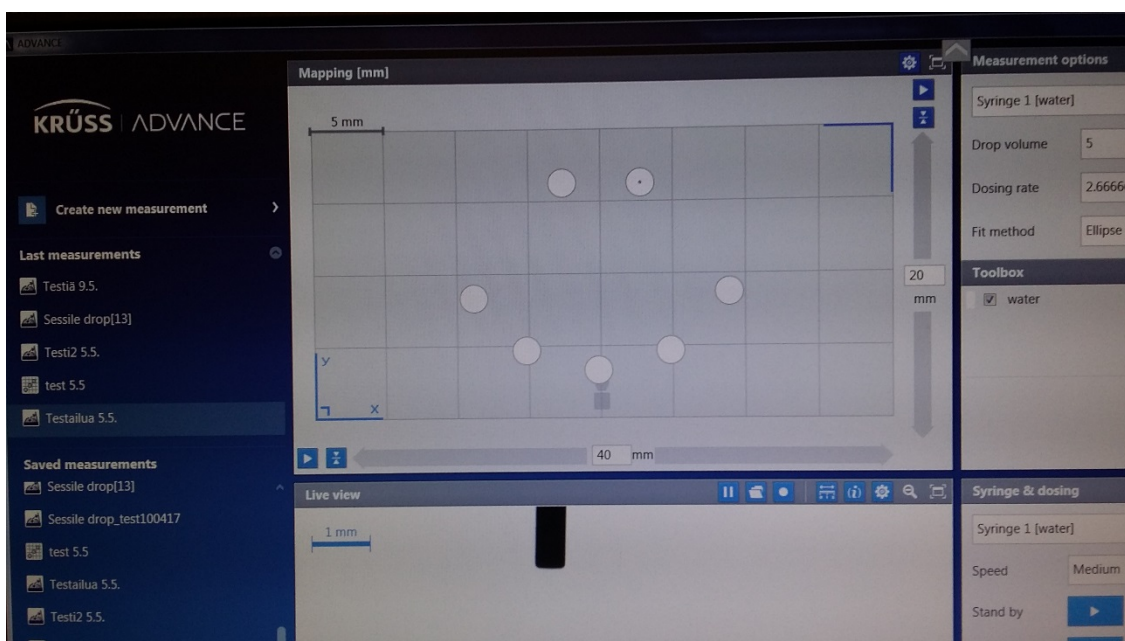 ADVANCE
KRÜSS ADVANCE
Create new measurement
Last measurements
Testiä 9.5.
Sessile drop[13]
Testi2 5.5.
test 5.5
Testailua 5.5.
Saved measurements
Sessile drop[13]
Sessile drop_test100417
test 5.5
Testailua 5.5.
Testi2 5.5.
Mapping [mm]
5 mm
y
x
20
mm
40 mm
Live view
1 mm
Measurement options
Syringe 1 [water]
Drop volume 5
Dosing rate 2.6666
Fit method Ellipse
Toolbox
water
Syringe & dosing
Syringe 1 [water]
Speed Medium
Stand by